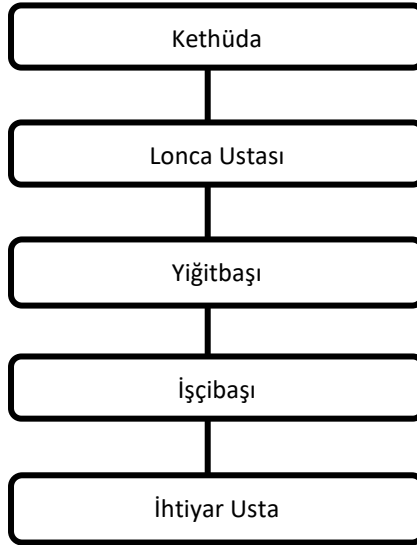 Kethüda
Lonca Ustası
Yiğitbaşı
İşçibaşı
İhtiyar Usta